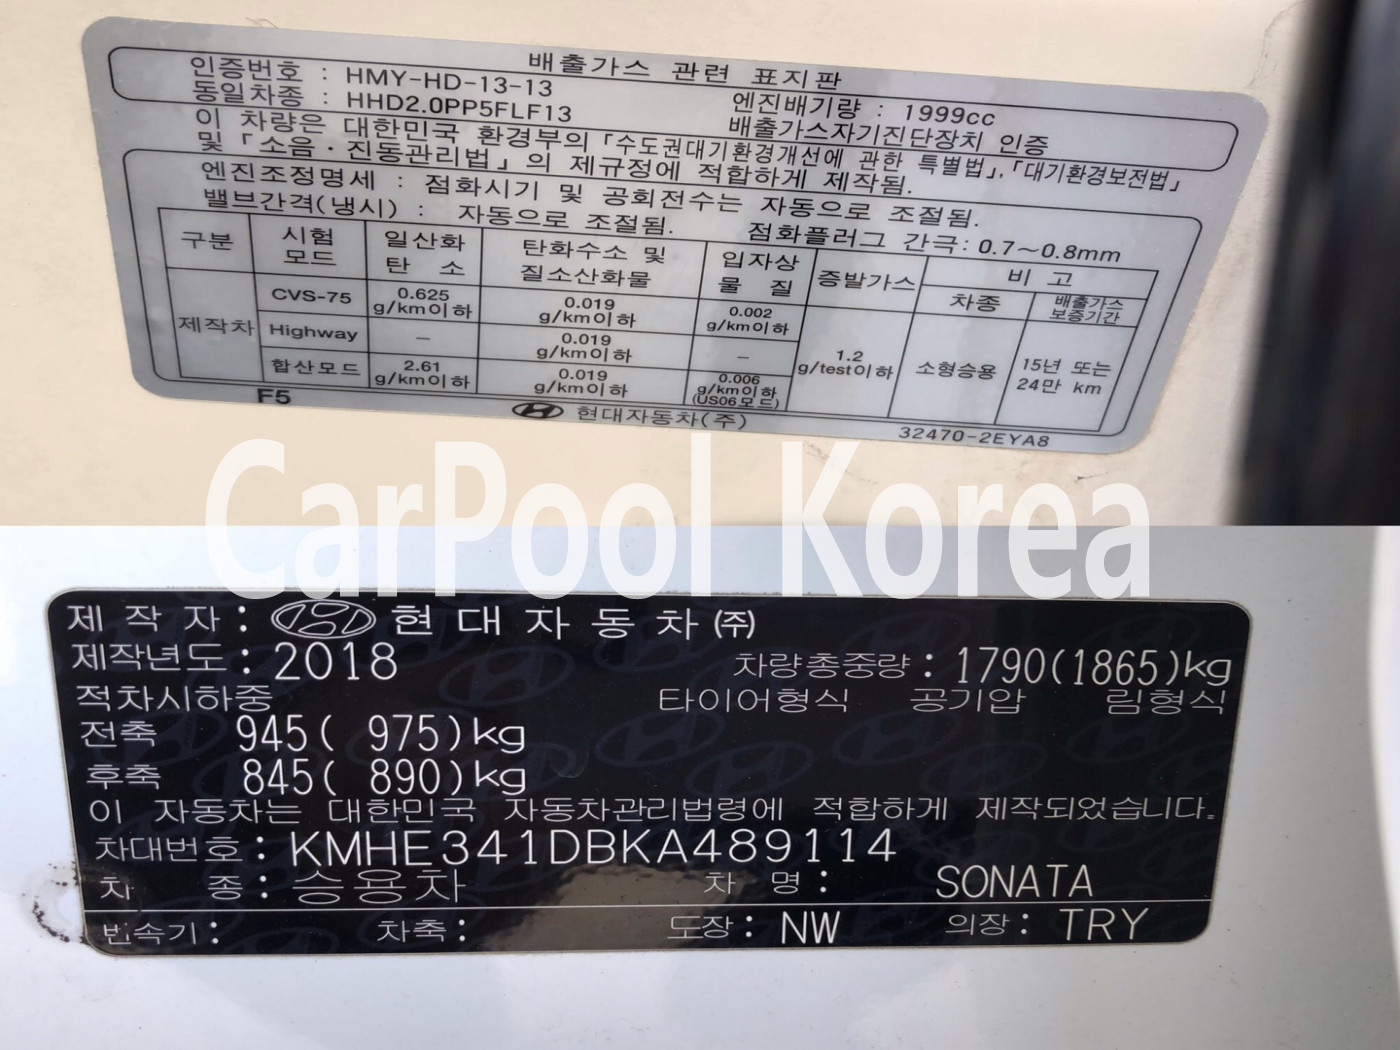 배출가스 관련 표지판
인증번호 : HMY-HD-13-13
엔진배기량 : 1999cc
동일차종 : HHD2.0PP5FLF13
배출가스자기진단장치 인증
이 차량은 대한민국 환경부의 「수도권대기환경개선에 관한 특별법」,「대기환경보전법」
및 「소음·진동관리법」의 제규정에 적합하게 제작됨.
엔진조정명세 : 점화시기 및 공회전수는 자동으로 조절됨.
밸브간격(냉시) : 자동으로 조절됨. 점화플러그 간극: 0.7~0.8mm
구분 시험 모드 일산화 탄 소 탄화수소 및 질소산화물 입자상 물 질 증발가스 비 고
차종 배출가스 보증기간
제작차 CVS-75 0.625 g/km이하 0.019 g/km이하 0.002 g/km이하 1.2 g/test이하 소형승용 15년 또는 24만 km
Highway – 0.019 g/km이하 –
합산모드 2.61 g/km이하 0.019 g/km이하 0.006 g/km이하 (US06모드)
F5 현대자동차(주) 32470-2EYA8
CarPool Korea
제 작 자 : 현 대 자 동 차 ㈜
제작년도 : 2018 차량총중량 : 1790(1865)kg
적차시하중 타이어형식 공기압 림형식
전축 945( 975)kg
후축 845( 890)kg
이 자동차는 대한민국 자동차관리법령에 적합하게 제작되었습니다.
차대번호 : KMHE341DBKA489114
차 종 : 승용차 차 명 : SONATA
변속기 : 차축 : 도장 : NW 의장 : TRY